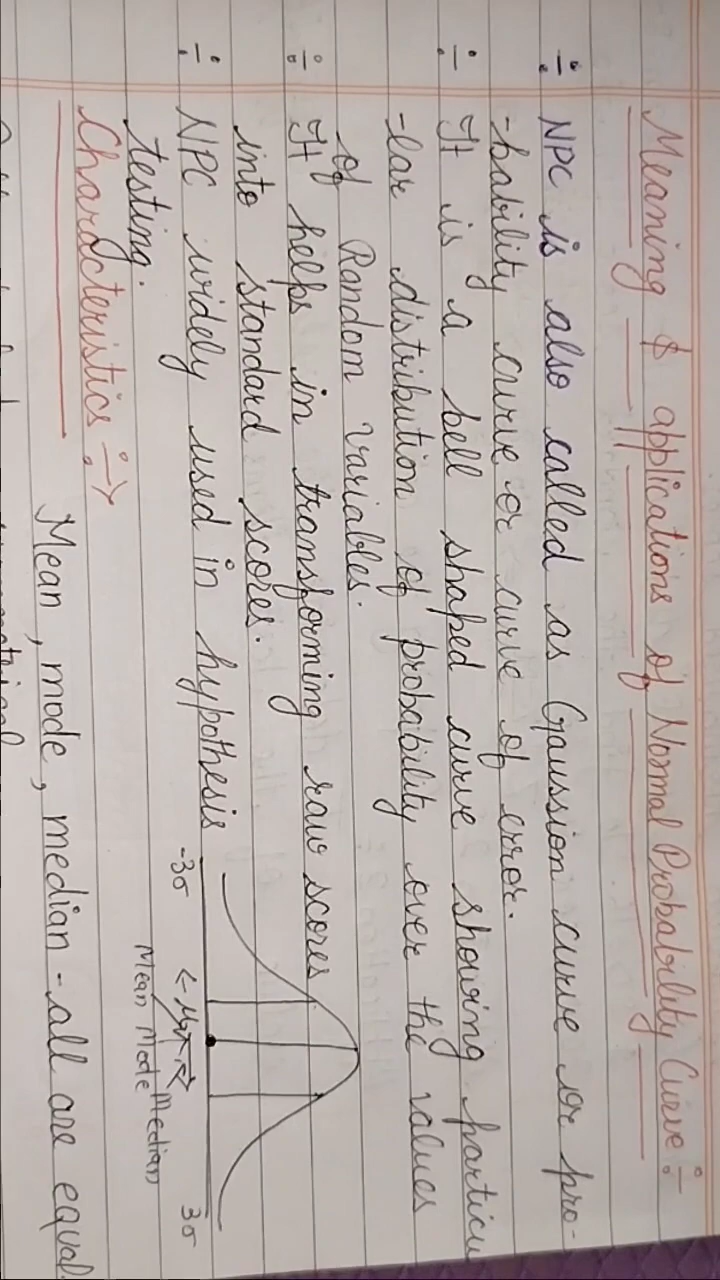 Meaning & applications of Normal Probability Curve :-
÷ NPC is also called as Gaussion curve or pro-
-bability curve or curve of error.
÷ It is a bell shaped curve showing particu
-lar distribution of probability over the values
of Random variables.
÷ It helps in transforming raw scores
into standard scores.
÷ NPC widely used in hypothesis
testing.
-3σ
3σ
Mean Mode Median
Characteristics :→
Mean, mode, median - all are equal.